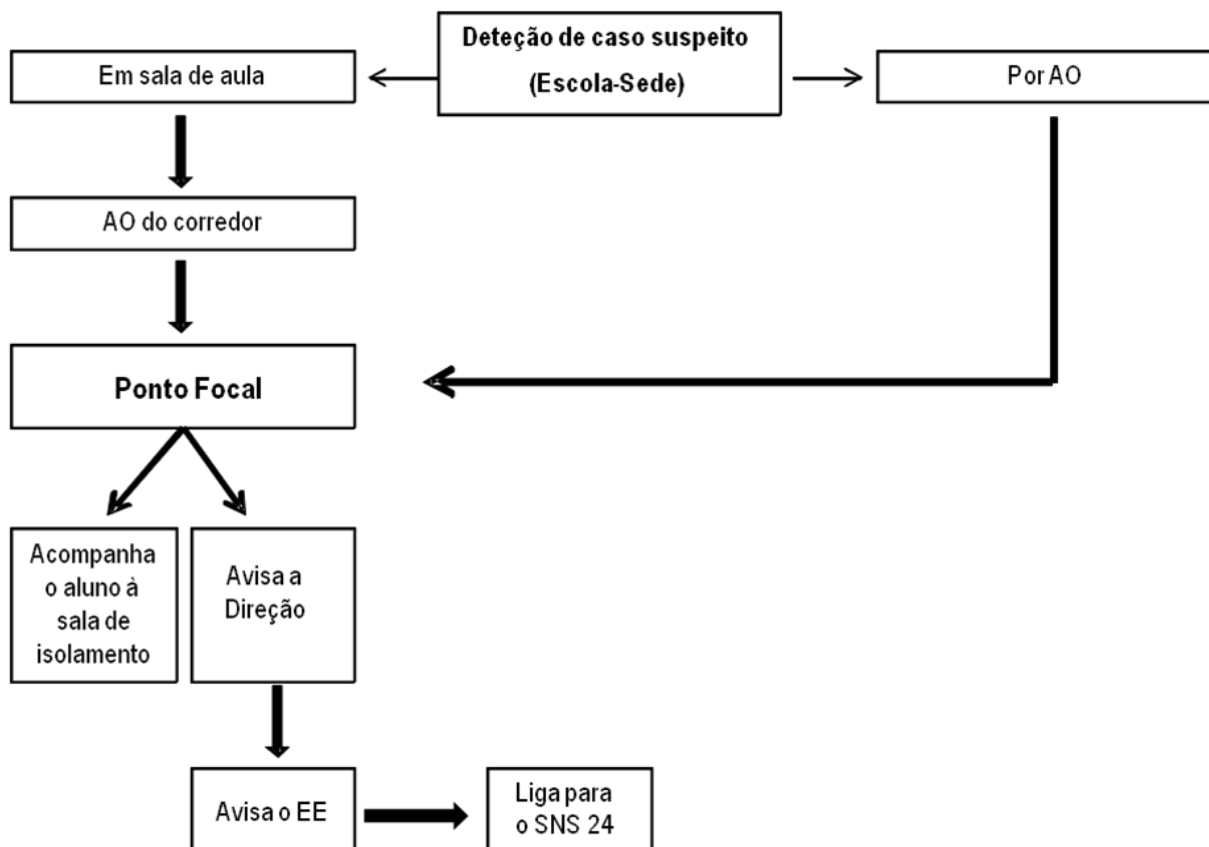 Deteção de caso suspeito
(Escola-Sede)
Em sala de aula
Por AO
AO do corredor
Ponto Focal
Acompanha
o aluno à
sala de
isolamento
Avisa a
Direção
Avisa o EE
Liga para
o SNS 24